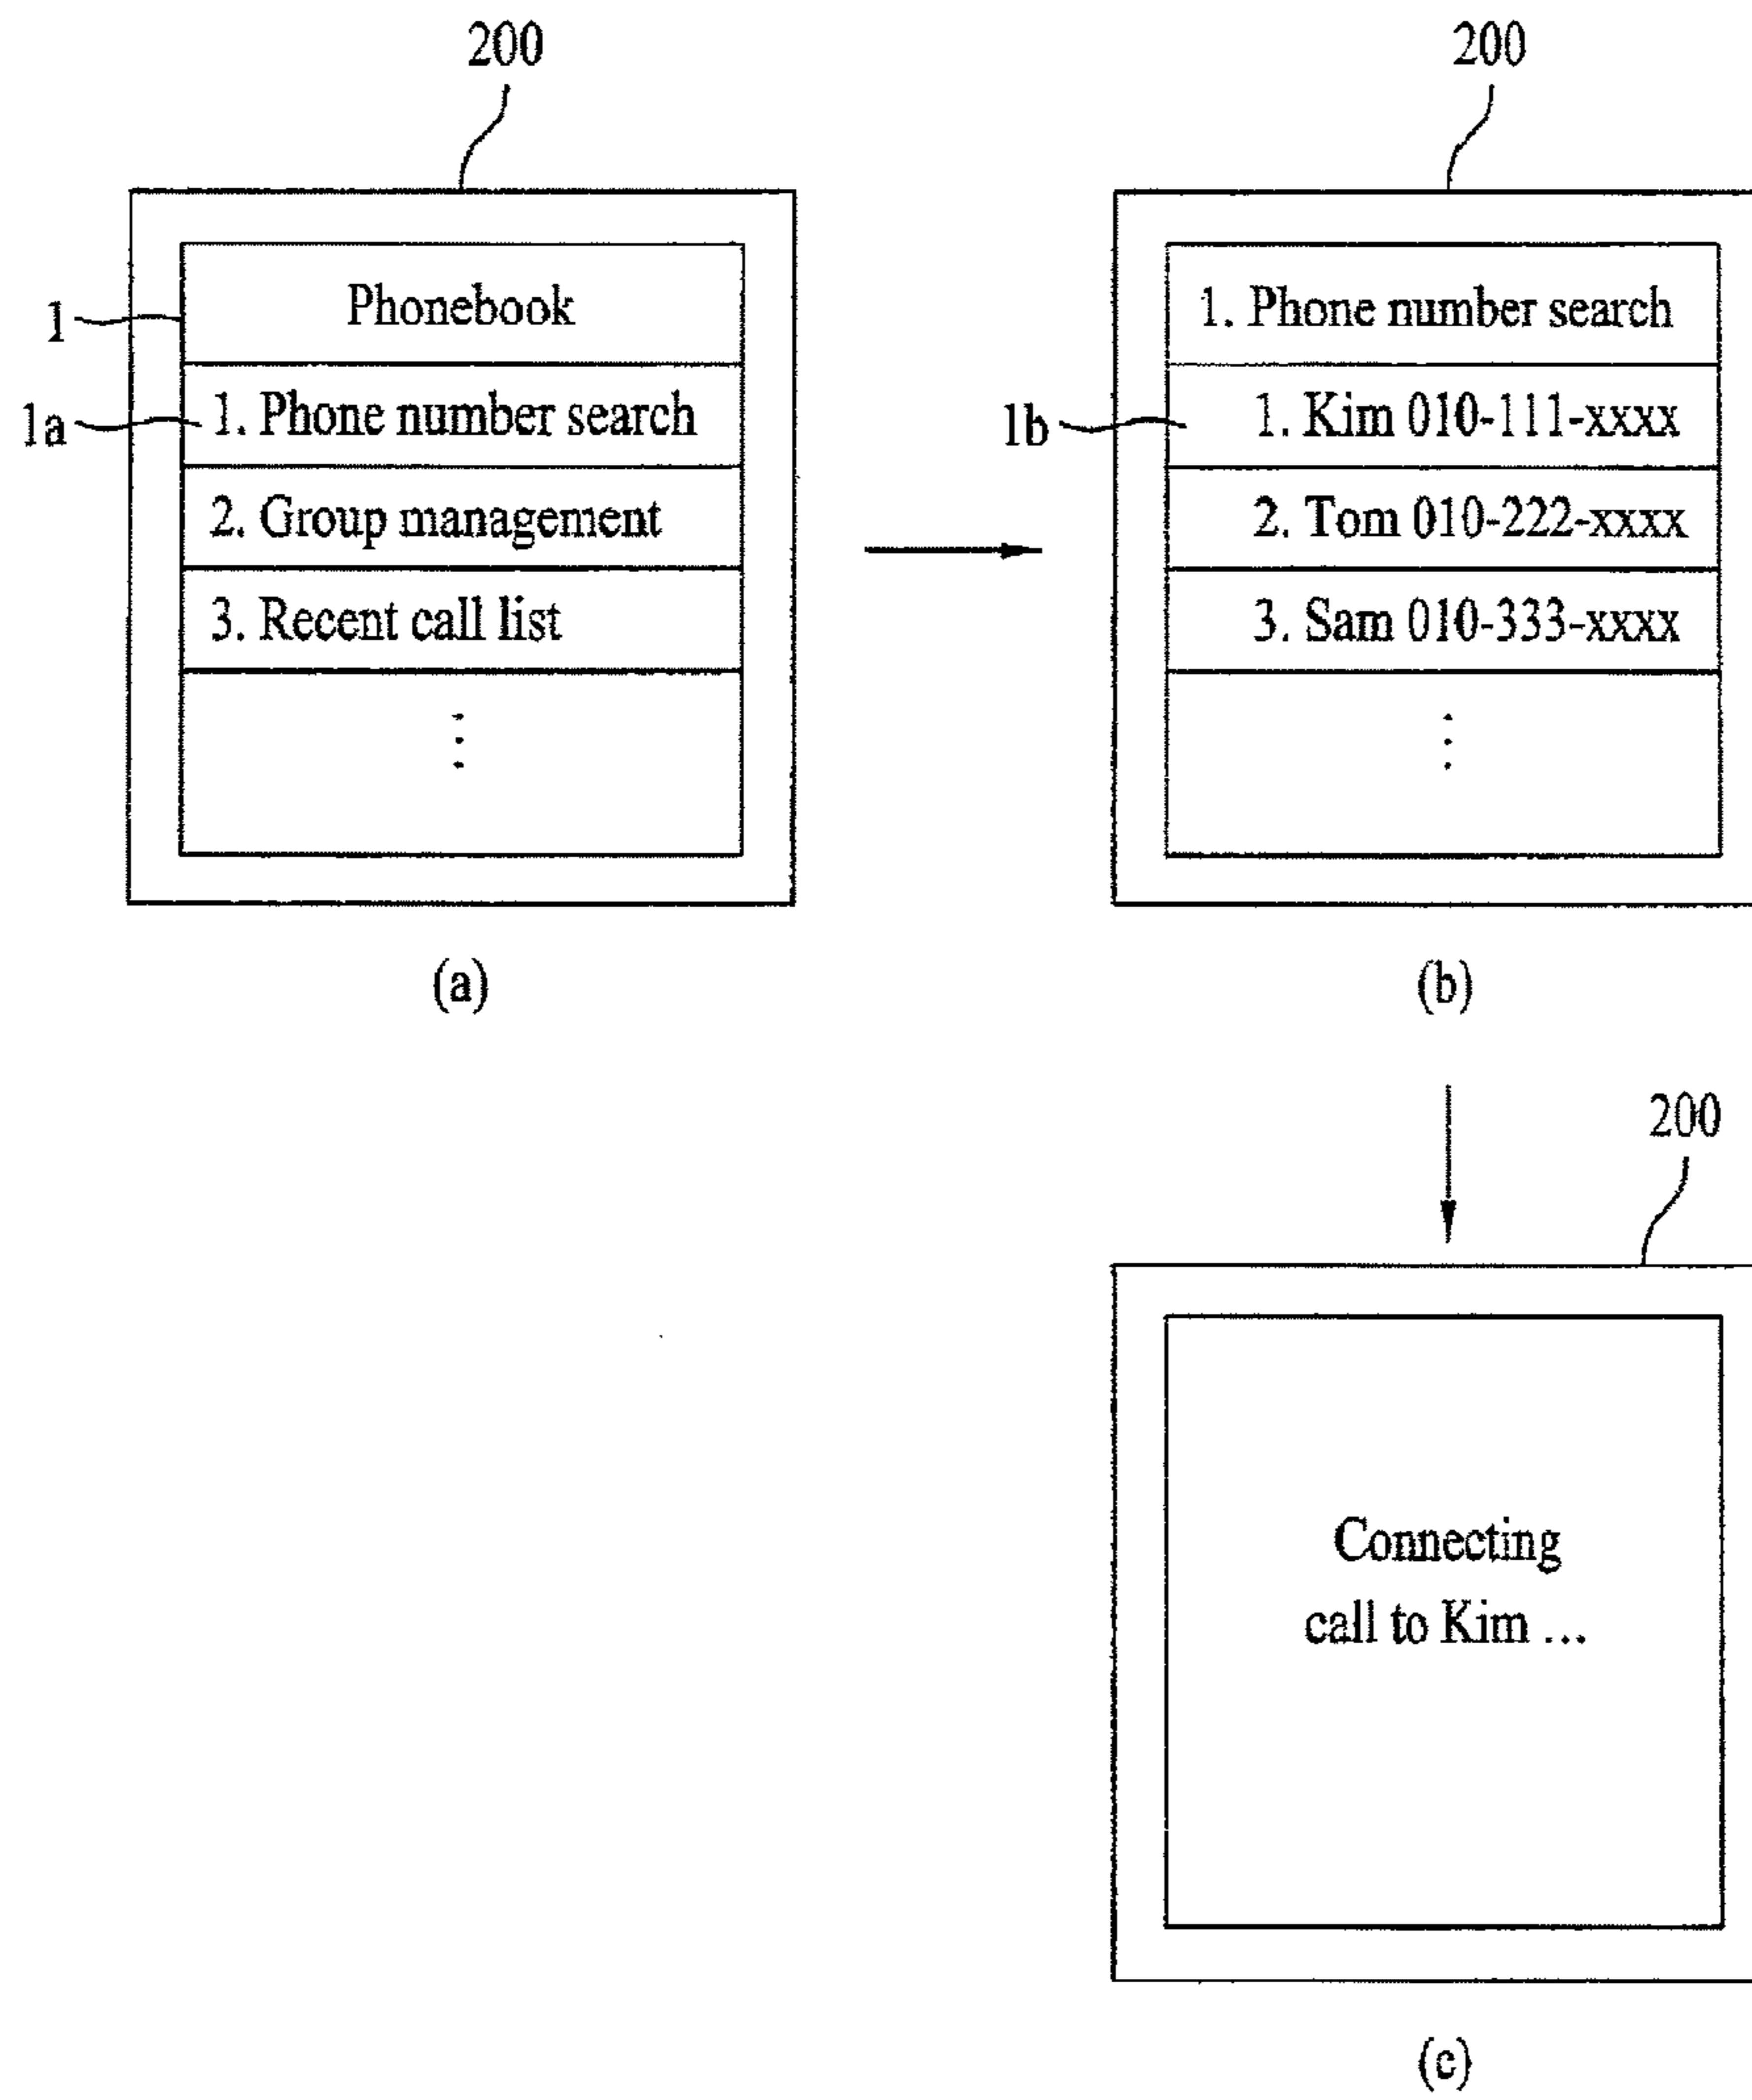 200
1
Phonebook
1a
1. Phone number search
2. Group management
3. Recent call list
⋮
(a)
200
1. Phone number search
1b
1. Kim 010-111-xxxx
2. Tom 010-222-xxxx
3. Sam 010-333-xxxx
⋮
(b)
200
Connecting
call to Kim ...
(c)